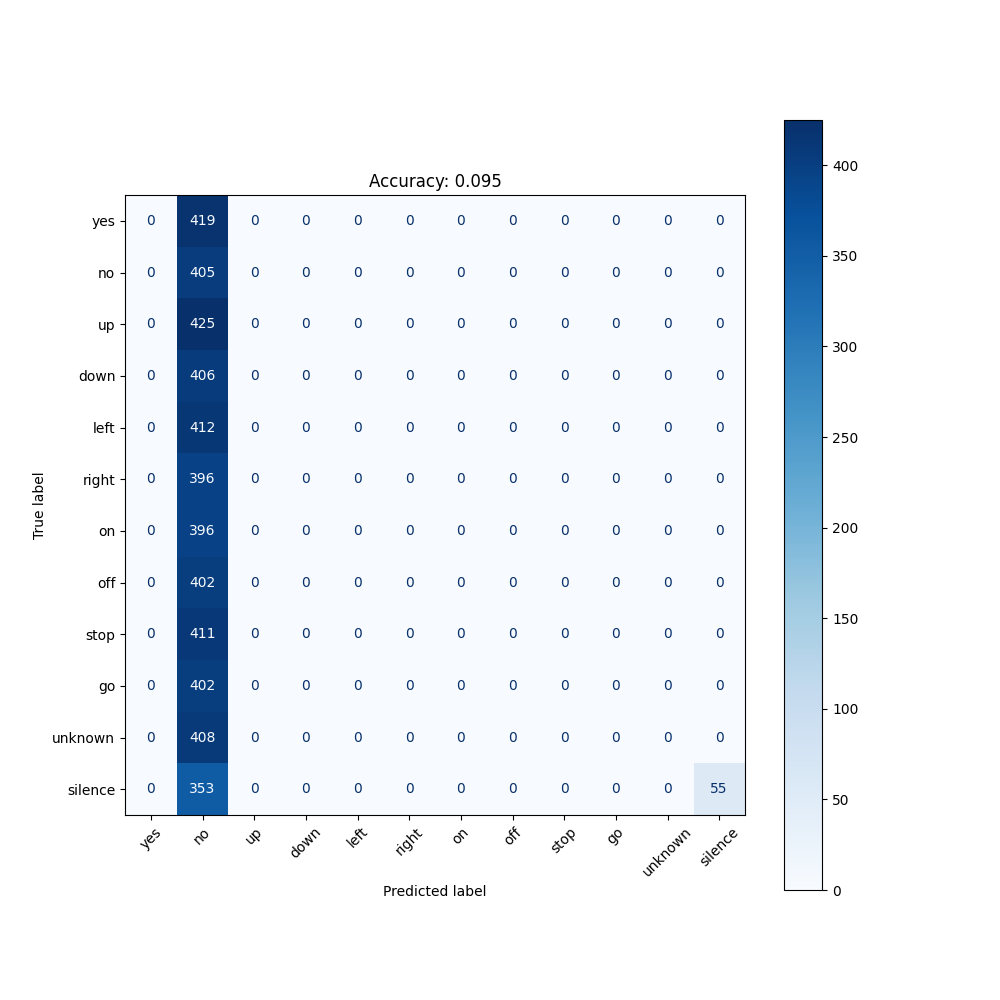 Accuracy: 0.095
yes 0 419 0 0 0 0 0 0 0 0 0 0
no 0 405 0 0 0 0 0 0 0 0 0 0
up 0 425 0 0 0 0 0 0 0 0 0 0
down 0 406 0 0 0 0 0 0 0 0 0 0
left 0 412 0 0 0 0 0 0 0 0 0 0
right 0 396 0 0 0 0 0 0 0 0 0 0
on 0 396 0 0 0 0 0 0 0 0 0 0
off 0 402 0 0 0 0 0 0 0 0 0 0
stop 0 411 0 0 0 0 0 0 0 0 0 0
go 0 402 0 0 0 0 0 0 0 0 0 0
unknown 0 408 0 0 0 0 0 0 0 0 0 0
silence 0 353 0 0 0 0 0 0 0 0 0 55
yes no up down left right on off stop go unknown silence
Predicted label
True label
400
350
300
250
200
150
100
50
0